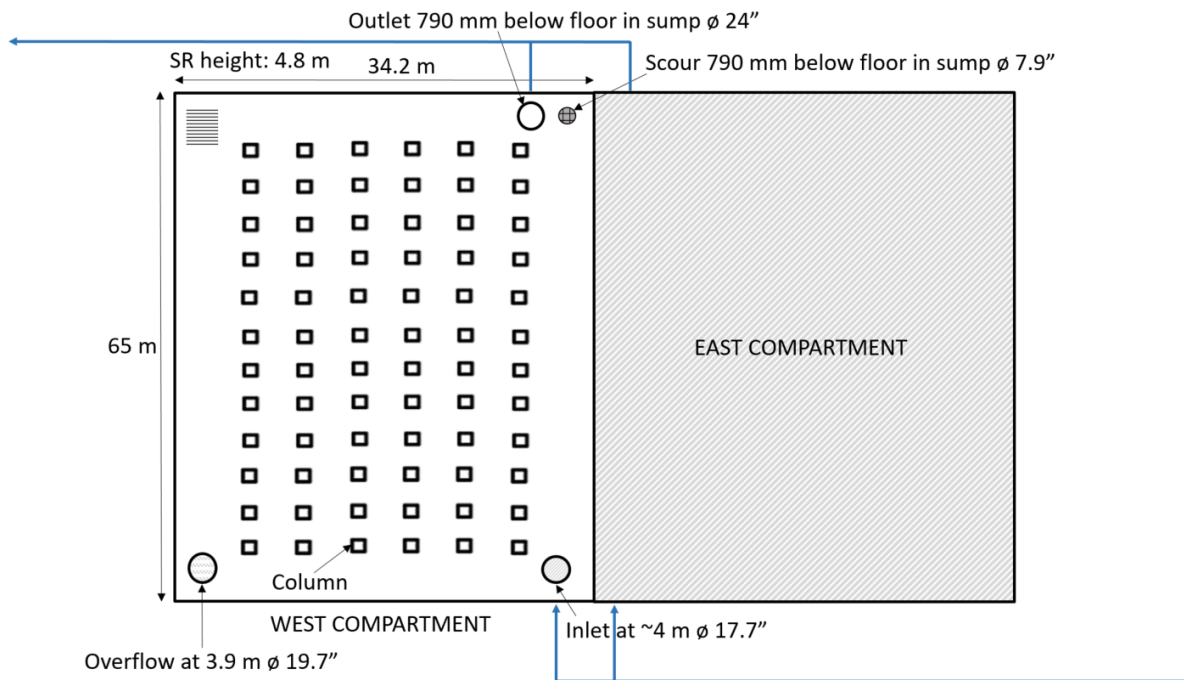 Outlet 790 mm below floor in sump ø 24”
SR height: 4.8 m
34.2 m
Scour 790 mm below floor in sump ø 7.9”
65 m
EAST COMPARTMENT
Column
WEST COMPARTMENT
Inlet at ~4 m ø 17.7”
Overflow at 3.9 m ø 19.7”